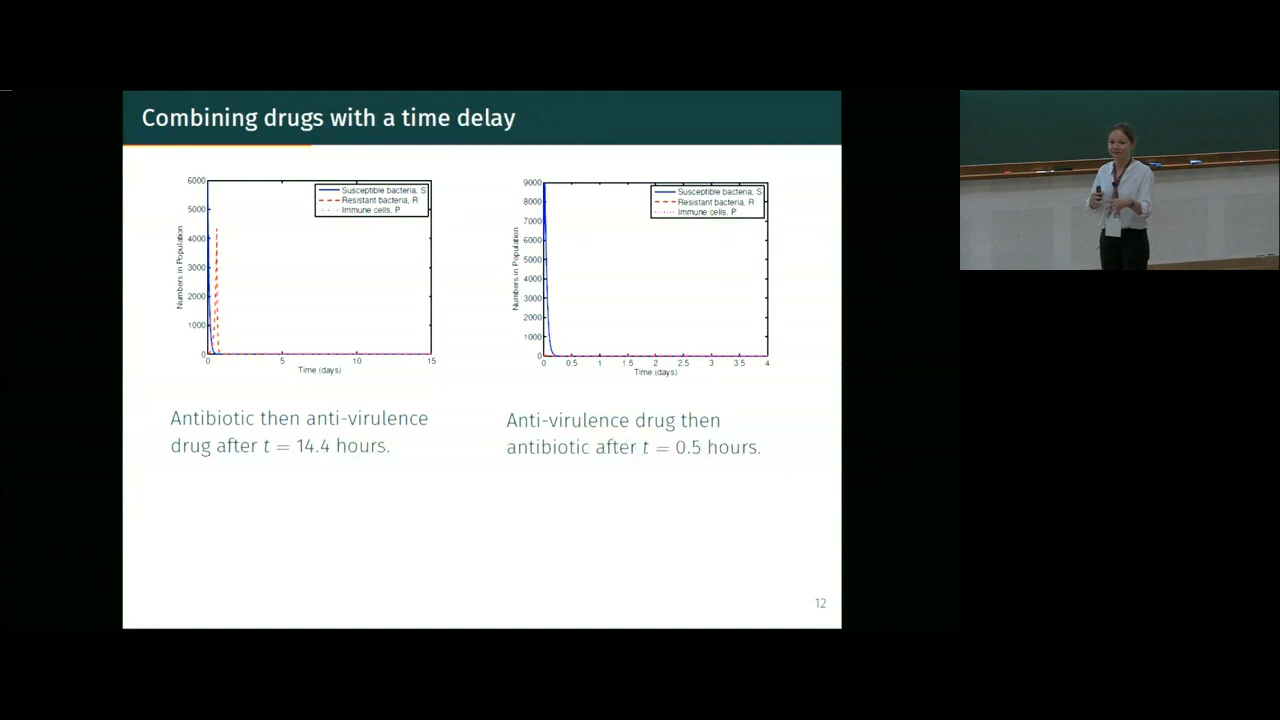 Combining drugs with a time delay
6000
5000
4000
3000
2000
1000
0
0 5 10 15
Numbers in Population
Time (days)
Susceptible bacteria, S
Resistant bacteria, R
Immune cells, P
9000
8000
7000
6000
5000
4000
3000
2000
1000
0
0 0.5 1 1.5 2 2.5 3 3.5 4
Numbers in Population
Time (days)
Susceptible bacteria, S
Resistant bacteria, R
Immune cells, P
Antibiotic then anti-virulence
drug after t = 14.4 hours.
Anti-virulence drug then
antibiotic after t = 0.5 hours.
12